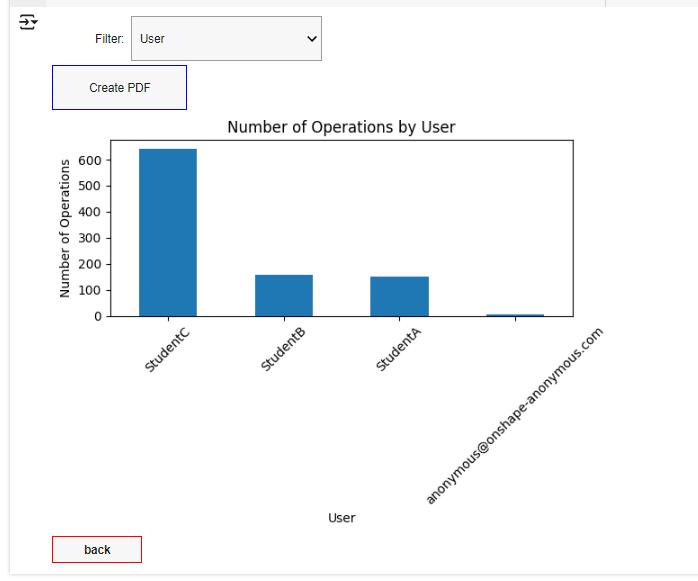 Filter: User
Create PDF
Number of Operations by User
Number of Operations
600
500
400
300
200
100
0
StudentC
StudentB
StudentA
anonymous@onshape-anonymous.com
User
back